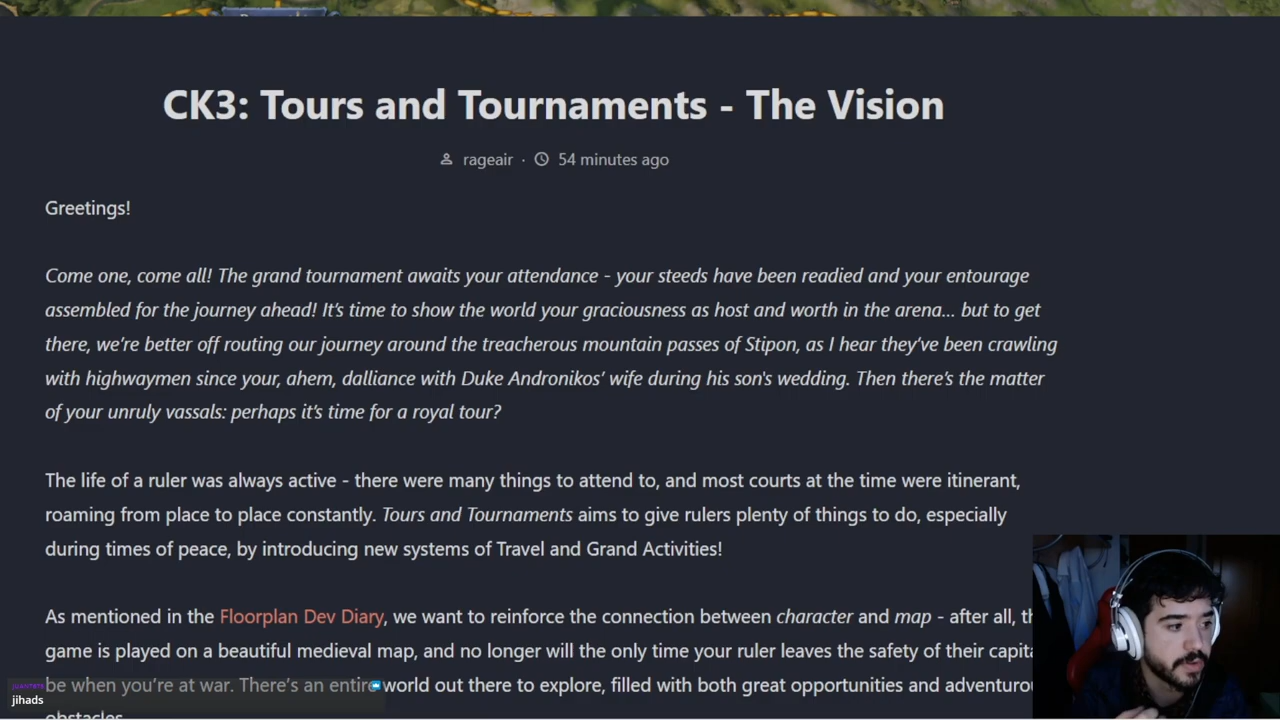 CK3: Tours and Tournaments - The Vision
rageair · 54 minutes ago
Greetings!
Come one, come all! The grand tournament awaits your attendance - your steeds have been readied and your entourage
assembled for the journey ahead! It's time to show the world your graciousness as host and worth in the arena... but to get
there, we're better off routing our journey around the treacherous mountain passes of Stipon, as I hear they've been crawling
with highwaymen since your, ahem, dalliance with Duke Andronikos' wife during his son's wedding. Then there's the matter
of your unruly vassals: perhaps it's time for a royal tour?
The life of a ruler was always active - there were many things to attend to, and most courts at the time were itinerant,
roaming from place to place constantly. Tours and Tournaments aims to give rulers plenty of things to do, especially
during times of peace, by introducing new systems of Travel and Grand Activities!
As mentioned in the Floorplan Dev Diary, we want to reinforce the connection between character and map - after all, th
game is played on a beautiful medieval map, and no longer will the only time your ruler leaves the safety of their capita
be when you're at war. There's an entire world out there to explore, filled with both great opportunities and adventurou
jihads
obstacles